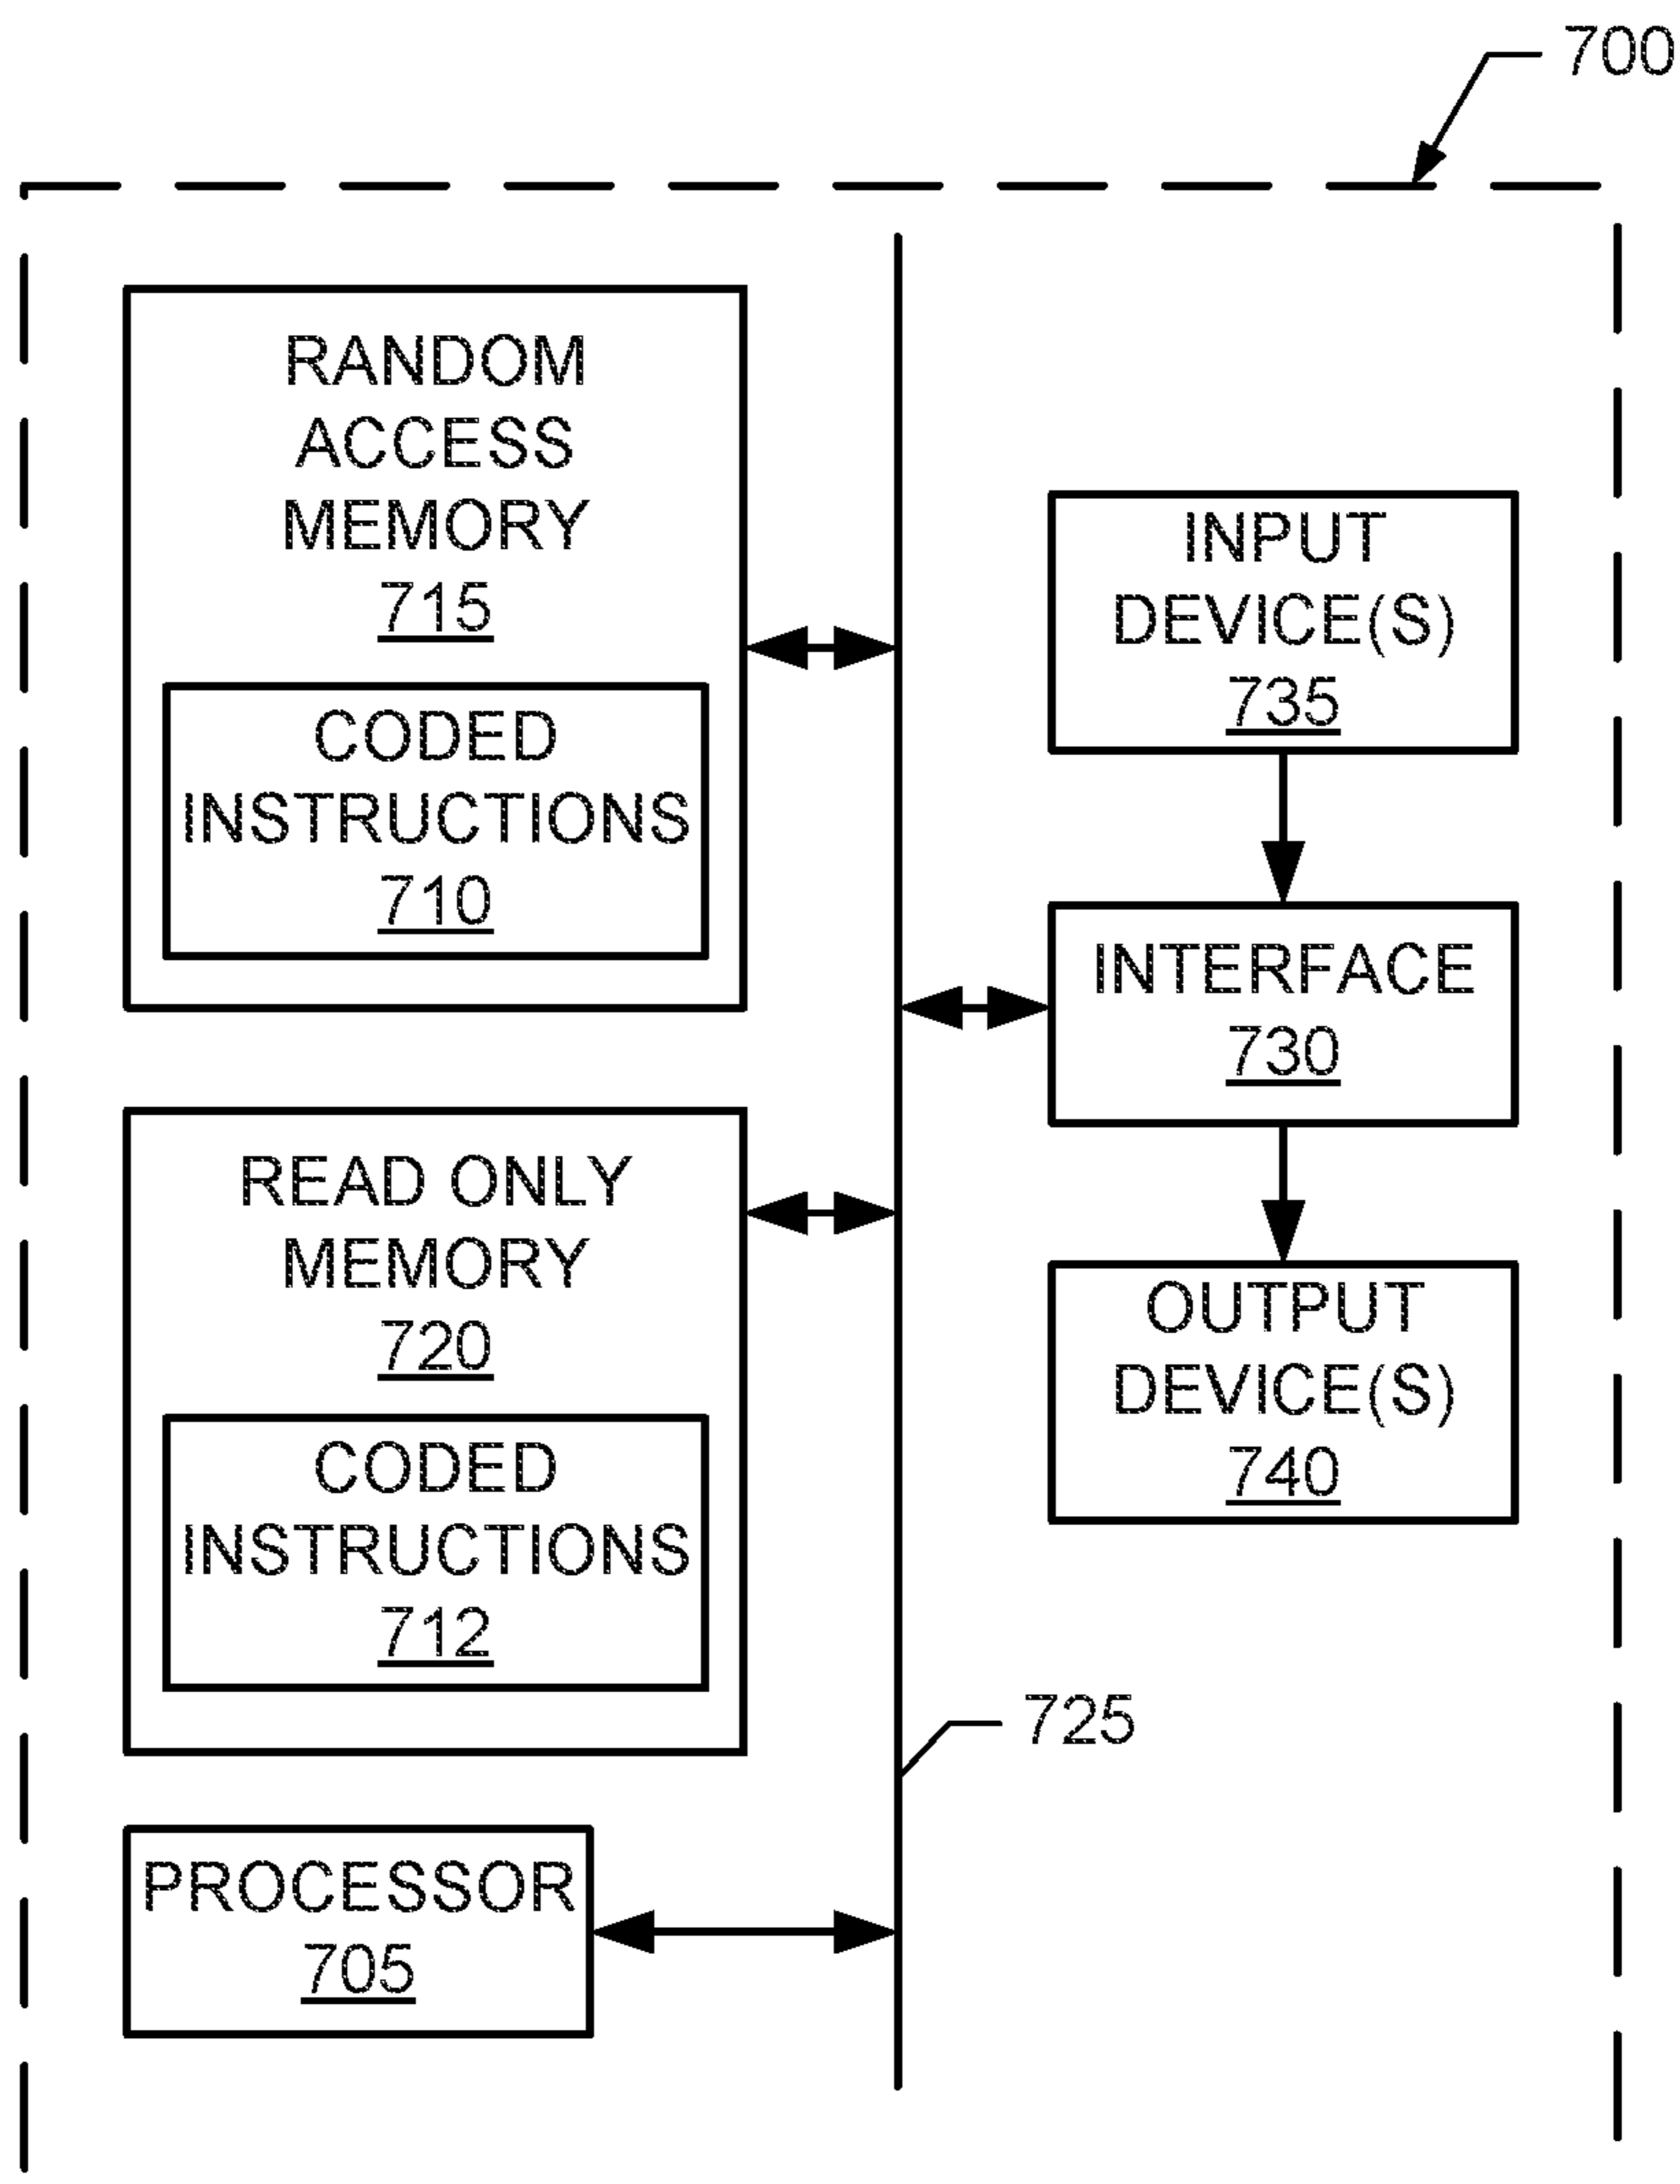 700
RANDOM
ACCESS
MEMORY
715
CODED
INSTRUCTIONS
710
READ ONLY
MEMORY
720
CODED
INSTRUCTIONS
712
PROCESSOR
705
INPUT
DEVICE(S)
735
INTERFACE
730
OUTPUT
DEVICE(S)
740
725